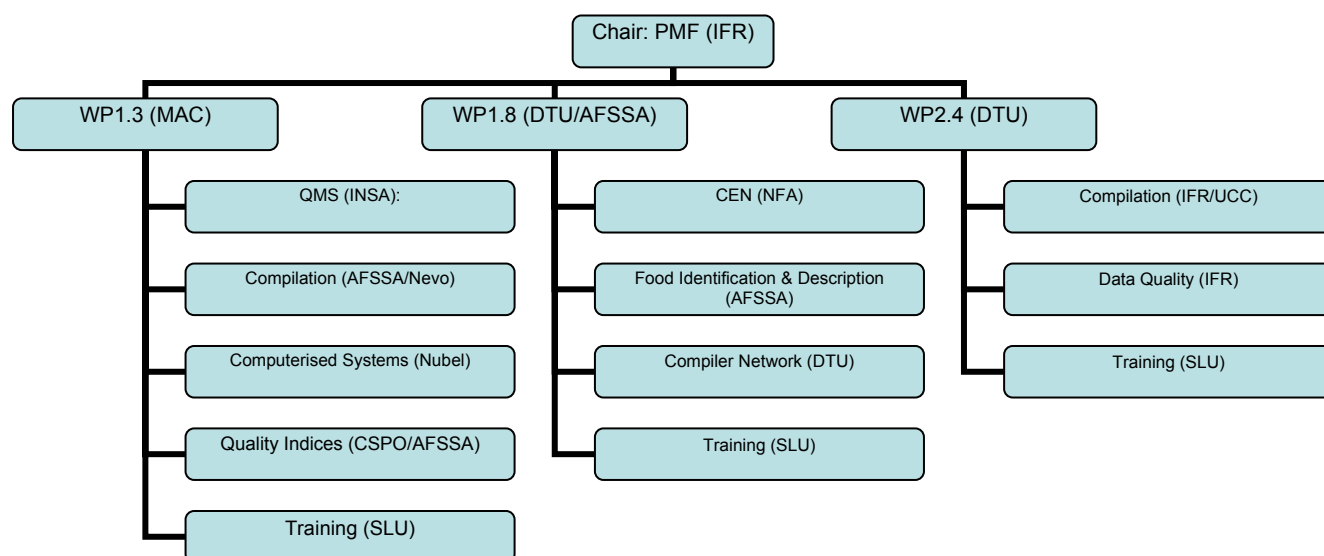 Chair: PMF (IFR)
WP1.3 (MAC)
QMS (INSA):
Compilation (AFSSA/Nevo)
Computerised Systems (Nubel)
Quality Indices (CSPO/AFSSA)
Training (SLU)
WP1.8 (DTU/AFSSA)
CEN (NFA)
Food Identification & Description
(AFSSA)
Compiler Network (DTU)
Training (SLU)
WP2.4 (DTU)
Compilation (IFR/UCC)
Data Quality (IFR)
Training (SLU)